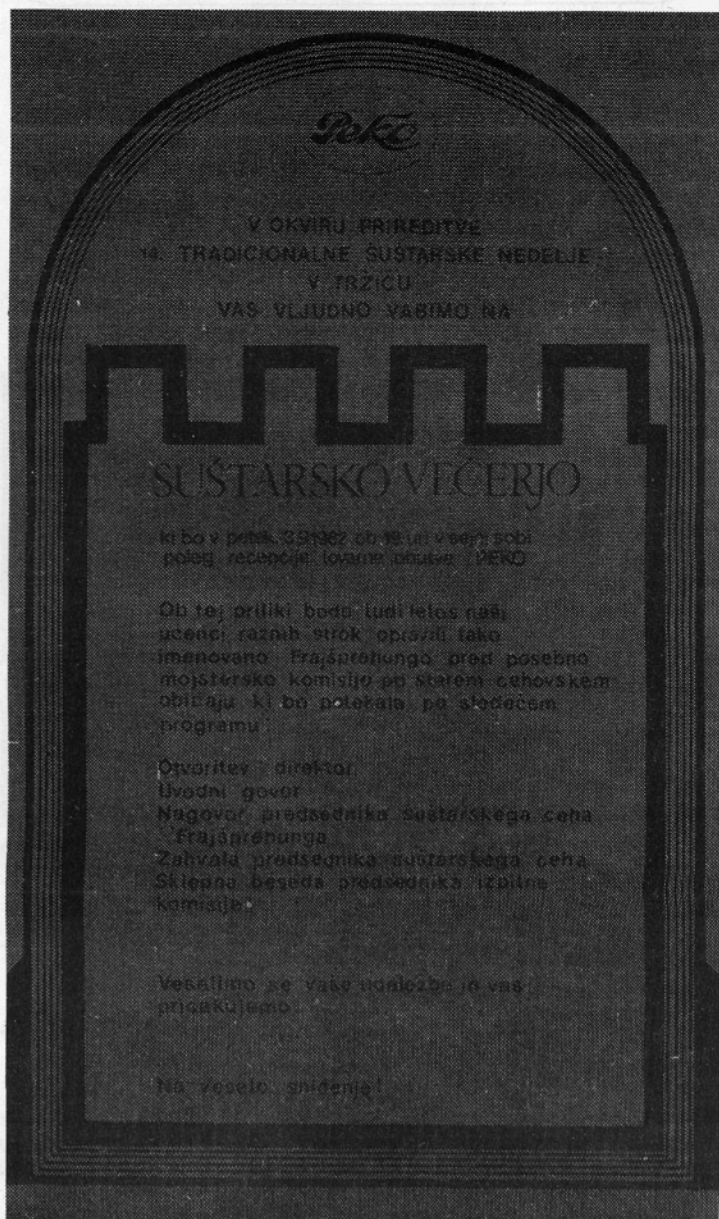 Peko
V OKVIRU PRIREDITVE
14. TRADICIONALNE ŠUŠTARSKE NEDELJE
V TRŽIČU
VAS VLJUDNO VABIMO NA
ŠUŠTARSKO VEČERJO
ki bo v petek, 3.9.1982 ob 19. uri v sejni sobi
poleg recepcije tovarne obutve PEKO
Ob tej priliki bodo tudi letos naši
učenci raznih strok opravili tako
imenovano Frajšprehungo pred posebno
mojstersko komisijo po starem cehovskem
običaju ki bo potekala po sledečem
programu:
Otvoritev direktor
Uvodni govor
Nagovor predsednika šuštarskega ceha
Frajšprehunga
Zahvala predsednika šuštarskega ceha
Sklepna beseda predsednika izpitne
komisije.
Veselimo se vaše udeležbe in vas
pričakujemo.
Na veselo snidenje!